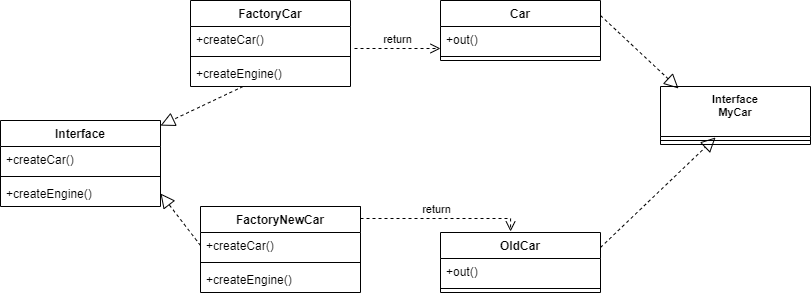 FactoryCar
+createCar()
+createEngine()
return
Car
+out()
Interface
MyCar
Interface
+createCar()
+createEngine()
FactoryNewCar
+createCar()
+createEngine()
return
OldCar
+out()